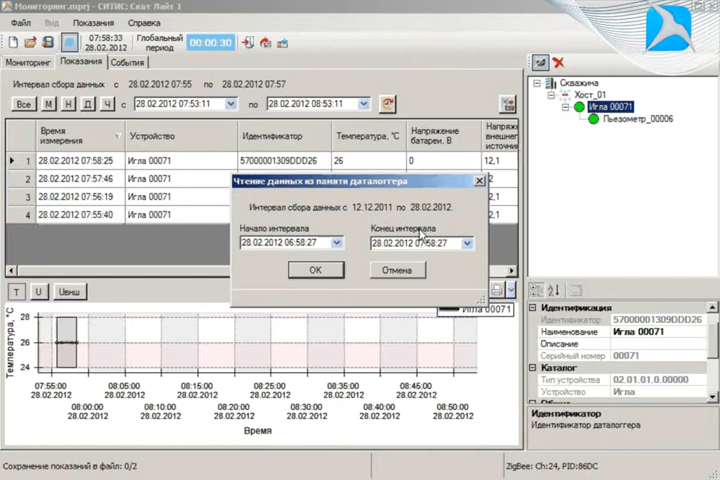 Мониторинг.mprj - СИТИС: Скат Лайт 1
Файл Вид Показания Справка
07:58:33
28.02.2012
Глобальный
период
00:00:30
Мониторинг Показания События
Интервал сбора данных с 28.02.2012 07:55 по 28.02.2012 07:57
Все М Н Д Ч с 28.02.2012 07:53:11 по 28.02.2012 08:53:11
Время измерения Устройство Идентификатор Температура, °С Напряжение батареи, В
1 28.02.2012 07:58:25 Игла 00071 57000001309DDD26 26 0 12,1
2 28.02.2012 07:57:46 Игла 00071
3 28.02.2012 07:56:19 Игла 00071
4 28.02.2012 07:55:40 Игла 00071
Чтение данных из памяти даталоггера
Интервал сбора данных с 12.12.2011 по 28.02.2012.
Начало интервала Конец интервала
28.02.2012 06:58:27 28.02.2012 07:58:27
OK Отмена
T U Uвнш
Игла 00071
Температура, °С
28
26
24
07:55:00 08:05:00 08:15:00 08:25:00 08:35:00 08:45:00
28.02.2012 28.02.2012 28.02.2012 28.02.2012 28.02.2012 28.02.2012
08:00:00 08:10:00 08:20:00 08:30:00 08:40:00 08:50:00
28.02.2012 28.02.2012 28.02.2012 28.02.2012 28.02.2012 28.02.2012
Время
Скважина
Хост_01
Игла 00071
Пьезометр_00006
Идентификация
Идентификатор 57000001309DDD26
Наименование Игла 00071
Описание
Серийный номер 00071
Каталог
Тип устройства 02.01.01.0.00000
Устройство Игла
Идентификатор
Идентификатор даталоггера
Сохранение показаний в файл: 0/2
ZigBee: Ch:24, PID:86DC